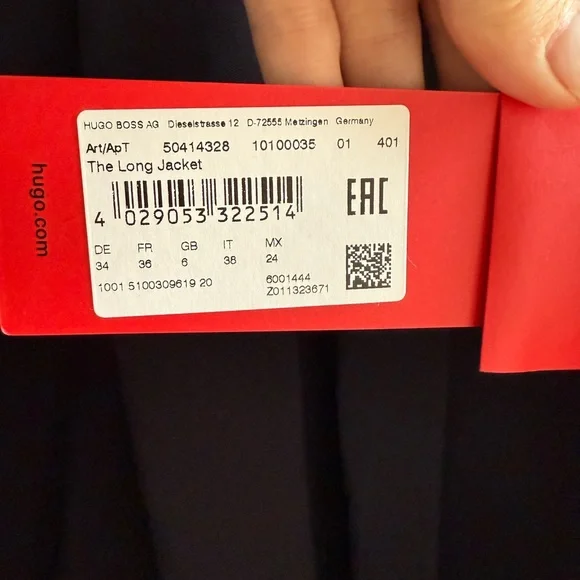 hugo.com
HUGO BOSS AG Dieselstrasse 12 D-72555 Metzingen Germany
Art/ApT 50414328 10100035 01 401
The Long Jacket
4 029053 322514
EAC
DE FR GB IT MX
34 36 6 38 24
1001 5100309619 20
6001444
Z011323671